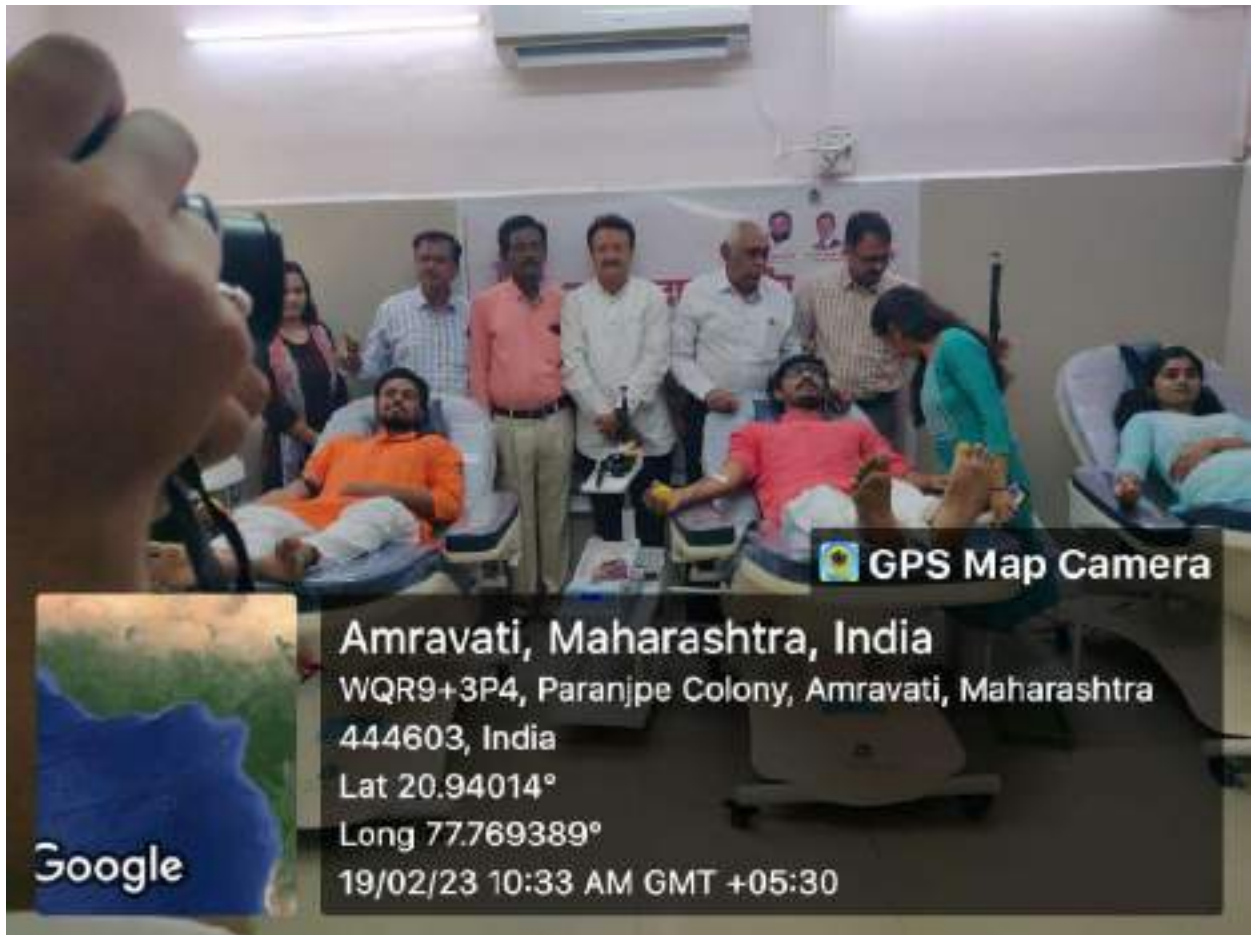 GPS Map Camera
Amravati, Maharashtra, India
WQR9+3P4, Paranjpe Colony, Amravati, Maharashtra
444603, India
Lat 20.94014°
Long 77.769389°
19/02/23 10:33 AM GMT +05:30
Google